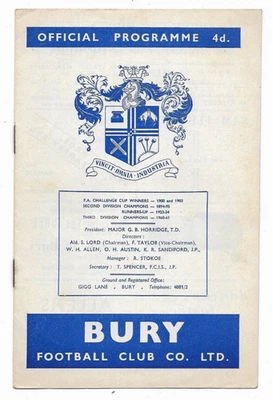 OFFICIAL PROGRAMME 4d.
VINCIT·OMNIA·INDUSTRIA
F.A. CHALLENGE CUP WINNERS — 1900 and 1903
SECOND DIVISION CHAMPIONS — 1894-95
RUNNERS-UP — 1923-24
THIRD DIVISION CHAMPIONS — 1960-61
President: MAJOR G. B. HORRIDGE, T.D.
Directors:
Ald. S. LORD (Chairman), F. TAYLOR (Vice-Chairman),
W. H. ALLEN, O. H. AUSTIN, K. R. SANDIFORD, J.P.,
Manager: R. STOKOE
Secretary: T. SPENCER, F.C.I.S., J.P.
Ground and Registered Office:
GIGG LANE . BURY . Telephone: 4881/2
BURY
FOOTBALL CLUB CO. LTD.